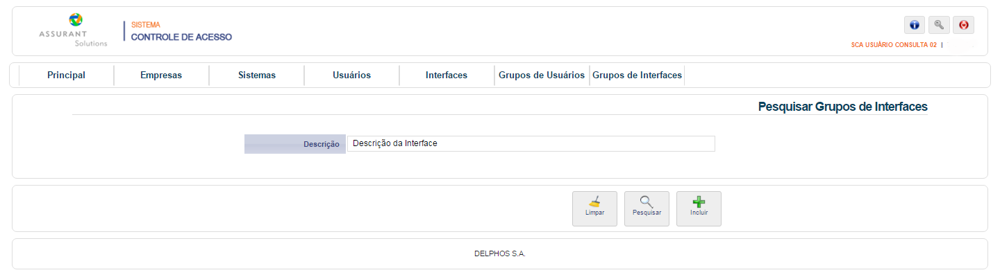 ASSURANT
Solutions
SISTEMA
CONTROLE DE ACESSO
SCA USUÁRIO CONSULTA 02 |
Principal Empresas Sistemas Usuários Interfaces Grupos de Usuários Grupos de Interfaces
Pesquisar Grupos de Interfaces
Descrição Descrição da Interface
Limpar Pesquisar Incluir
DELPHOS S.A.